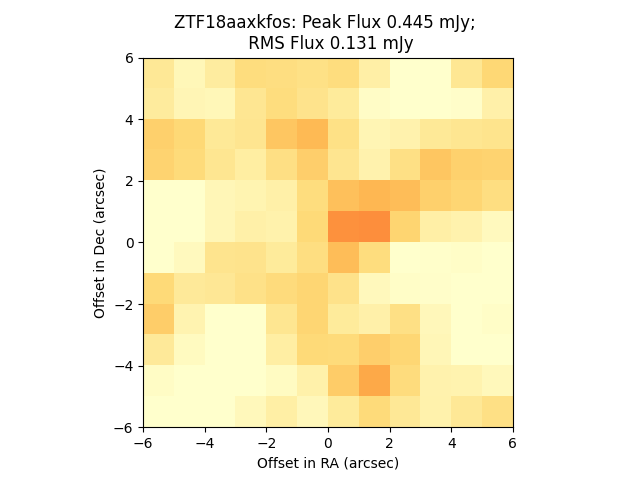 ZTF18aaxkfos: Peak Flux 0.445 mJy;
RMS Flux 0.131 mJy
6
4
2
0
−2
−4
−6
Offset in Dec (arcsec)
−6 −4 −2 0 2 4 6
Offset in RA (arcsec)